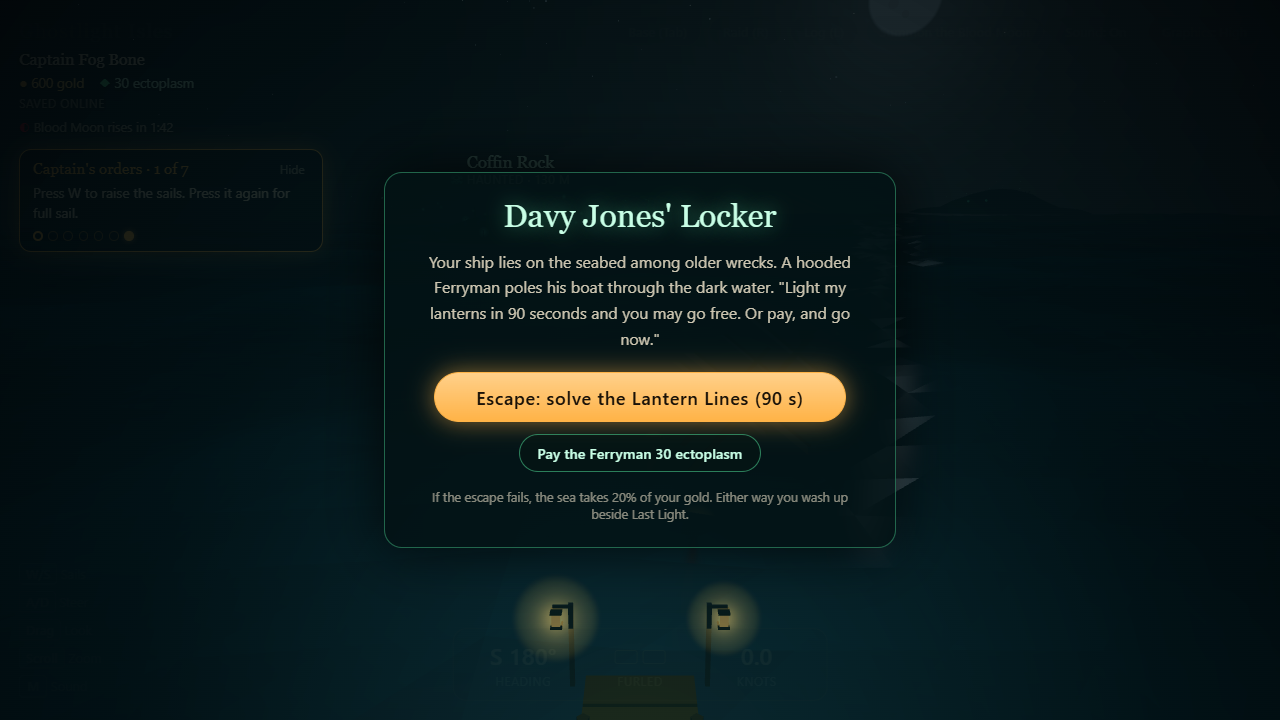 Captain Fog Bone
600 gold 30 ectoplasm
SAVED ONLINE
Blood Moon rises in 1:42
Captain's orders · 1 of 7 Hide
Press W to raise the sails. Press it again for
full sail.
Coffin Rock
Davy Jones' Locker
Your ship lies on the seabed among older wrecks. A hooded
Ferryman poles his boat through the dark water. "Light my
lanterns in 90 seconds and you may go free. Or pay, and go
now."
Escape: solve the Lantern Lines (90 s)
Pay the Ferryman 30 ectoplasm
If the escape fails, the sea takes 20% of your gold. Either way you wash up
beside Last Light.
S 180° 0.0
HEADING FURLED KNOTS